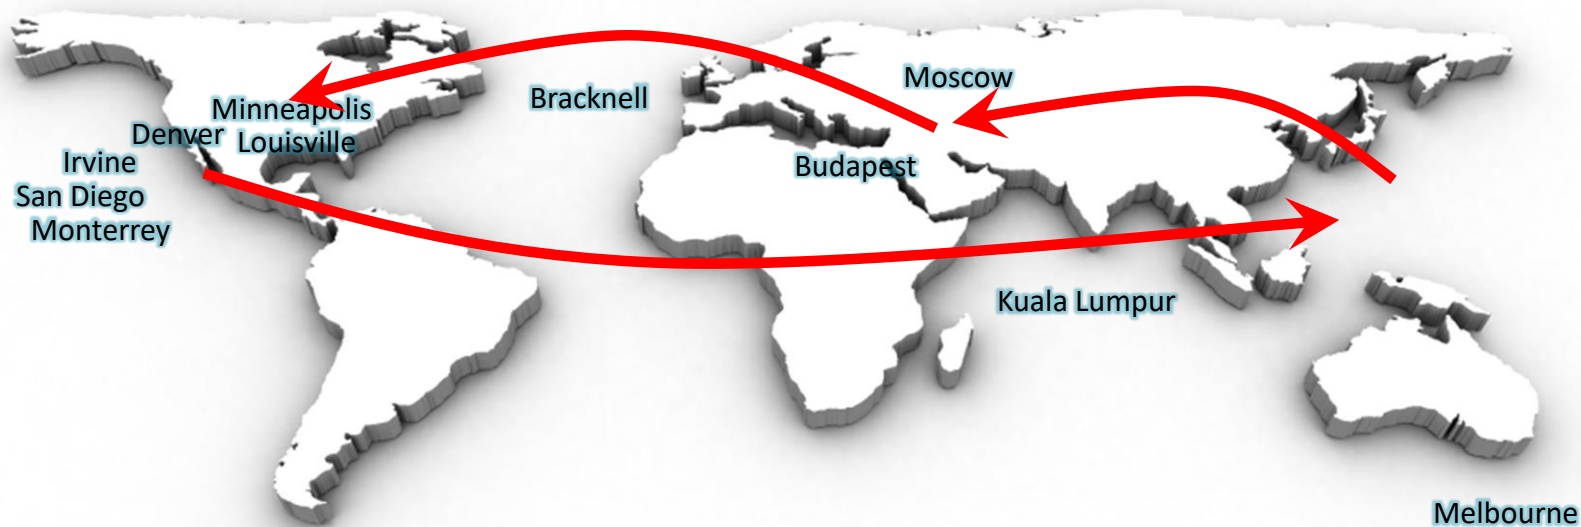 Moscow
Bracknell
Minneapolis
Denver
Louisville
Irvine
Budapest
San Diego
Monterrey
Kuala Lumpur
Melbourne